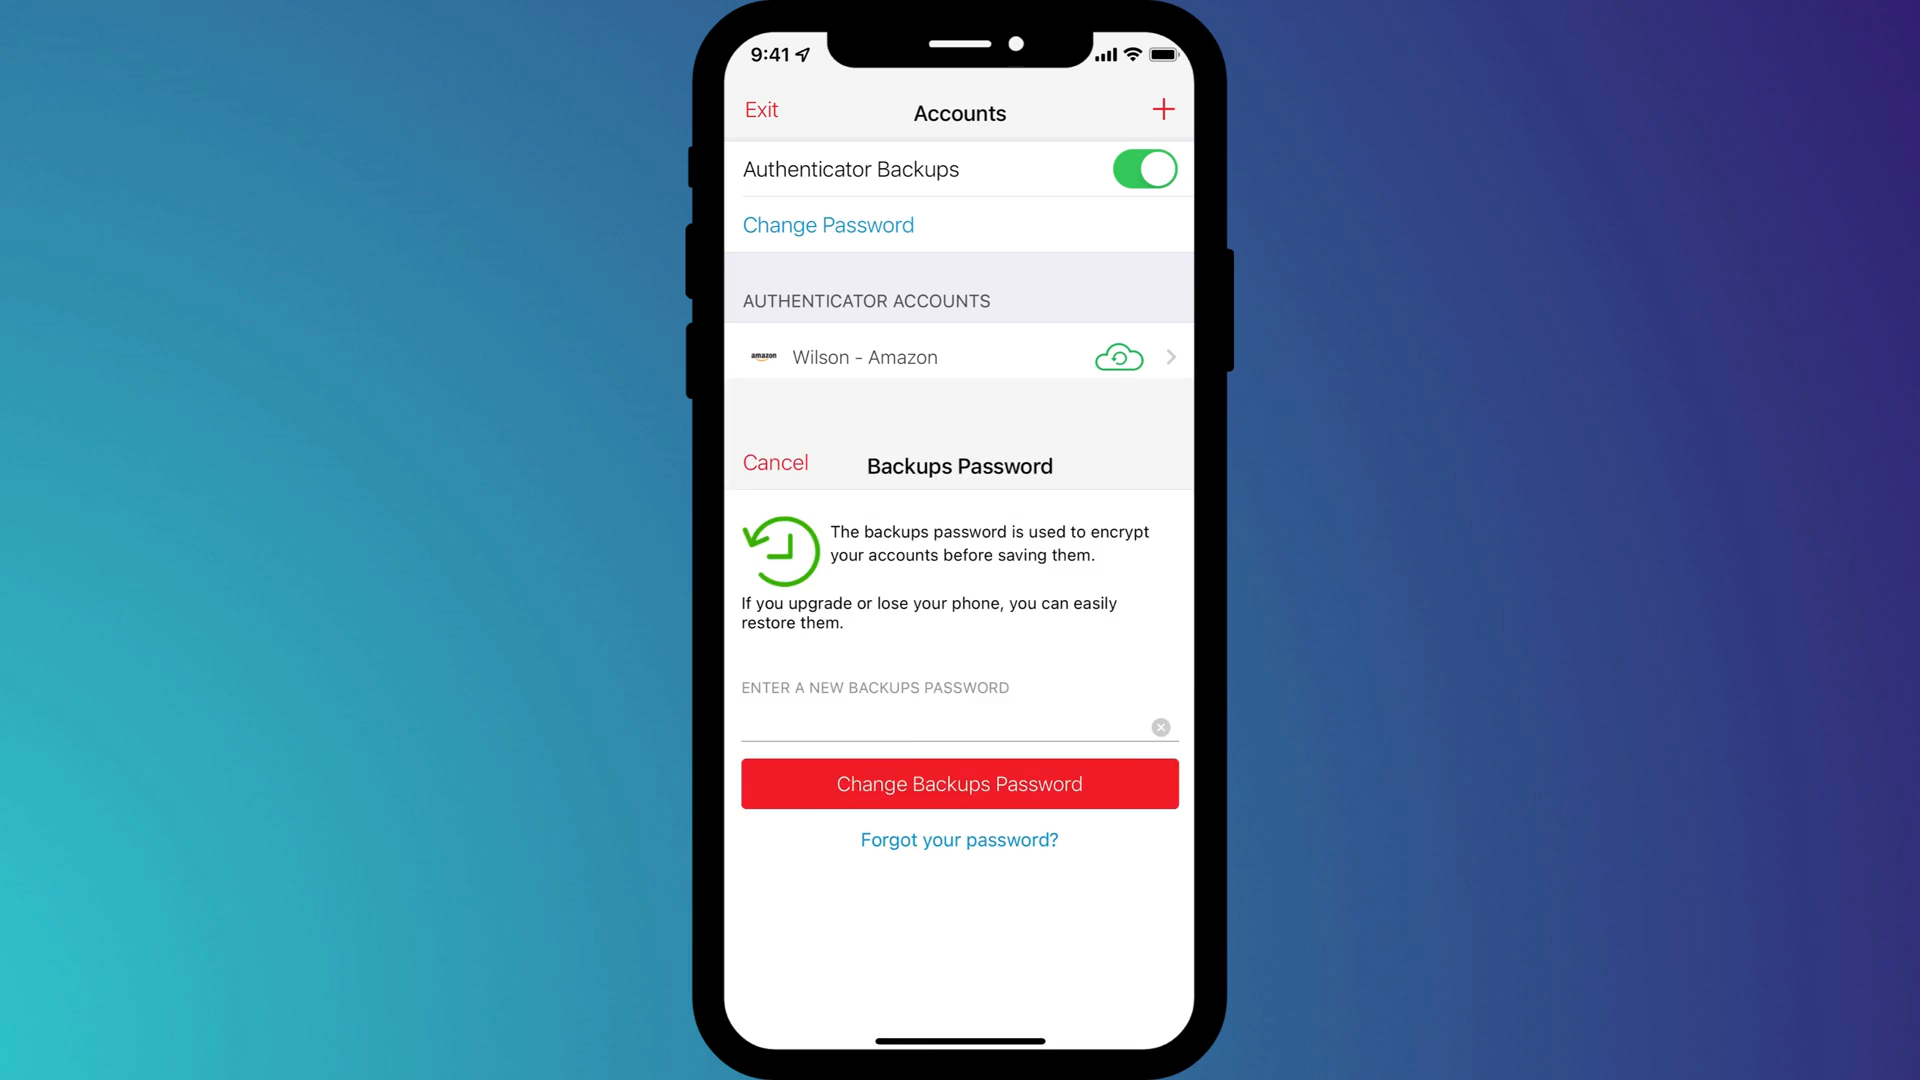 9:41
Exit
Accounts
Authenticator Backups
Change Password
AUTHENTICATOR ACCOUNTS
amazon Wilson - Amazon
Cancel
Backups Password
The backups password is used to encrypt
your accounts before saving them.
If you upgrade or lose your phone, you can easily
restore them.
ENTER A NEW BACKUPS PASSWORD
Change Backups Password
Forgot your password?